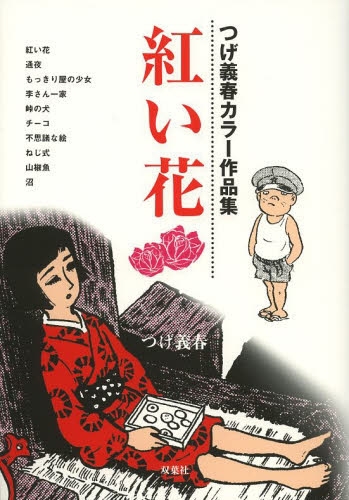 つげ義春カラー作品集
紅い花
紅い花
通夜
もっきり屋の少女
李さん一家
峠の犬
チーコ
不思議な絵
ねじ式
山椒魚
沼
つげ義春
双葉社